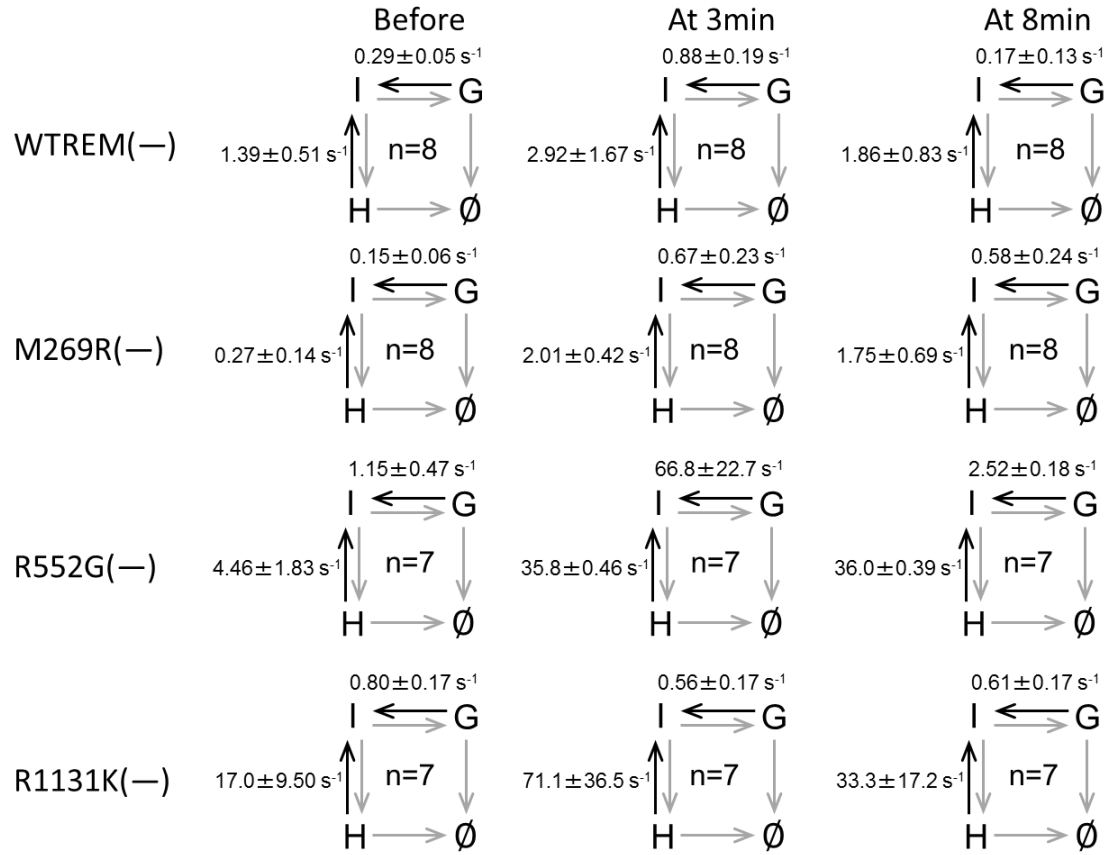 Before At 3min At 8min
0.29±0.05 s⁻¹ 0.88±0.19 s⁻¹ 0.17±0.13 s⁻¹
I G I G I G
WTREM(—) 1.39±0.51 s⁻¹ n=8 2.92±1.67 s⁻¹ n=8 1.86±0.83 s⁻¹ n=8
H Ø H Ø H Ø
0.15±0.06 s⁻¹ 0.67±0.23 s⁻¹ 0.58±0.24 s⁻¹
I G I G I G
M269R(—) 0.27±0.14 s⁻¹ n=8 2.01±0.42 s⁻¹ n=8 1.75±0.69 s⁻¹ n=8
H Ø H Ø H Ø
1.15±0.47 s⁻¹ 66.8±22.7 s⁻¹ 2.52±0.18 s⁻¹
I G I G I G
R552G(—) 4.46±1.83 s⁻¹ n=7 35.8±0.46 s⁻¹ n=7 36.0±0.39 s⁻¹ n=7
H Ø H Ø H Ø
0.80±0.17 s⁻¹ 0.56±0.17 s⁻¹ 0.61±0.17 s⁻¹
I G I G I G
R1131K(—) 17.0±9.50 s⁻¹ n=7 71.1±36.5 s⁻¹ n=7 33.3±17.2 s⁻¹ n=7
H Ø H Ø H Ø